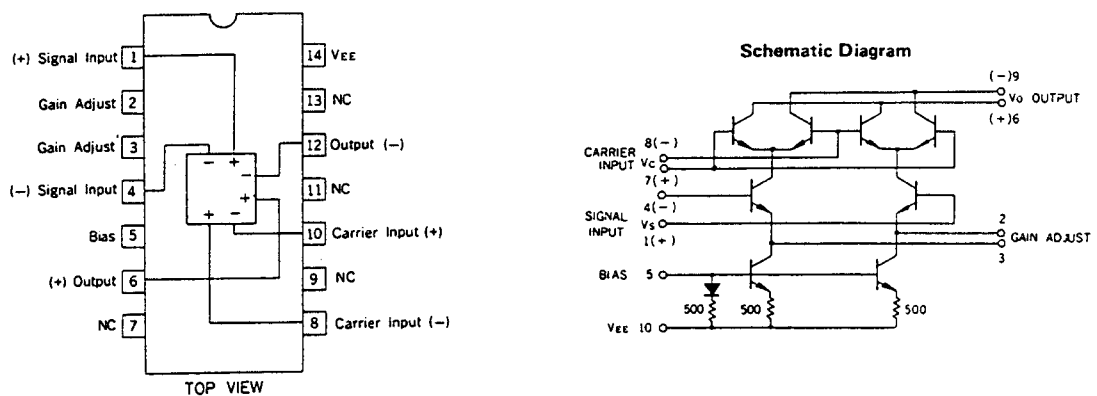 (+) Signal Input 1
Gain Adjust 2
Gain Adjust 3
(−) Signal Input 4
Bias 5
(+) Output 6
NC 7
14 VEE
13 NC
12 Output (−)
11 NC
10 Carrier Input (+)
9 NC
8 Carrier Input (−)
− +
−
+
+ −
TOP VIEW
Schematic Diagram
(−)9
Vo OUTPUT
(+)6
8(−)
CARRIER
INPUT Vc
7(+)
4(−)
SIGNAL
INPUT Vs
1(+)
2
GAIN ADJUST
3
BIAS 5
500 500 500
VEE 10